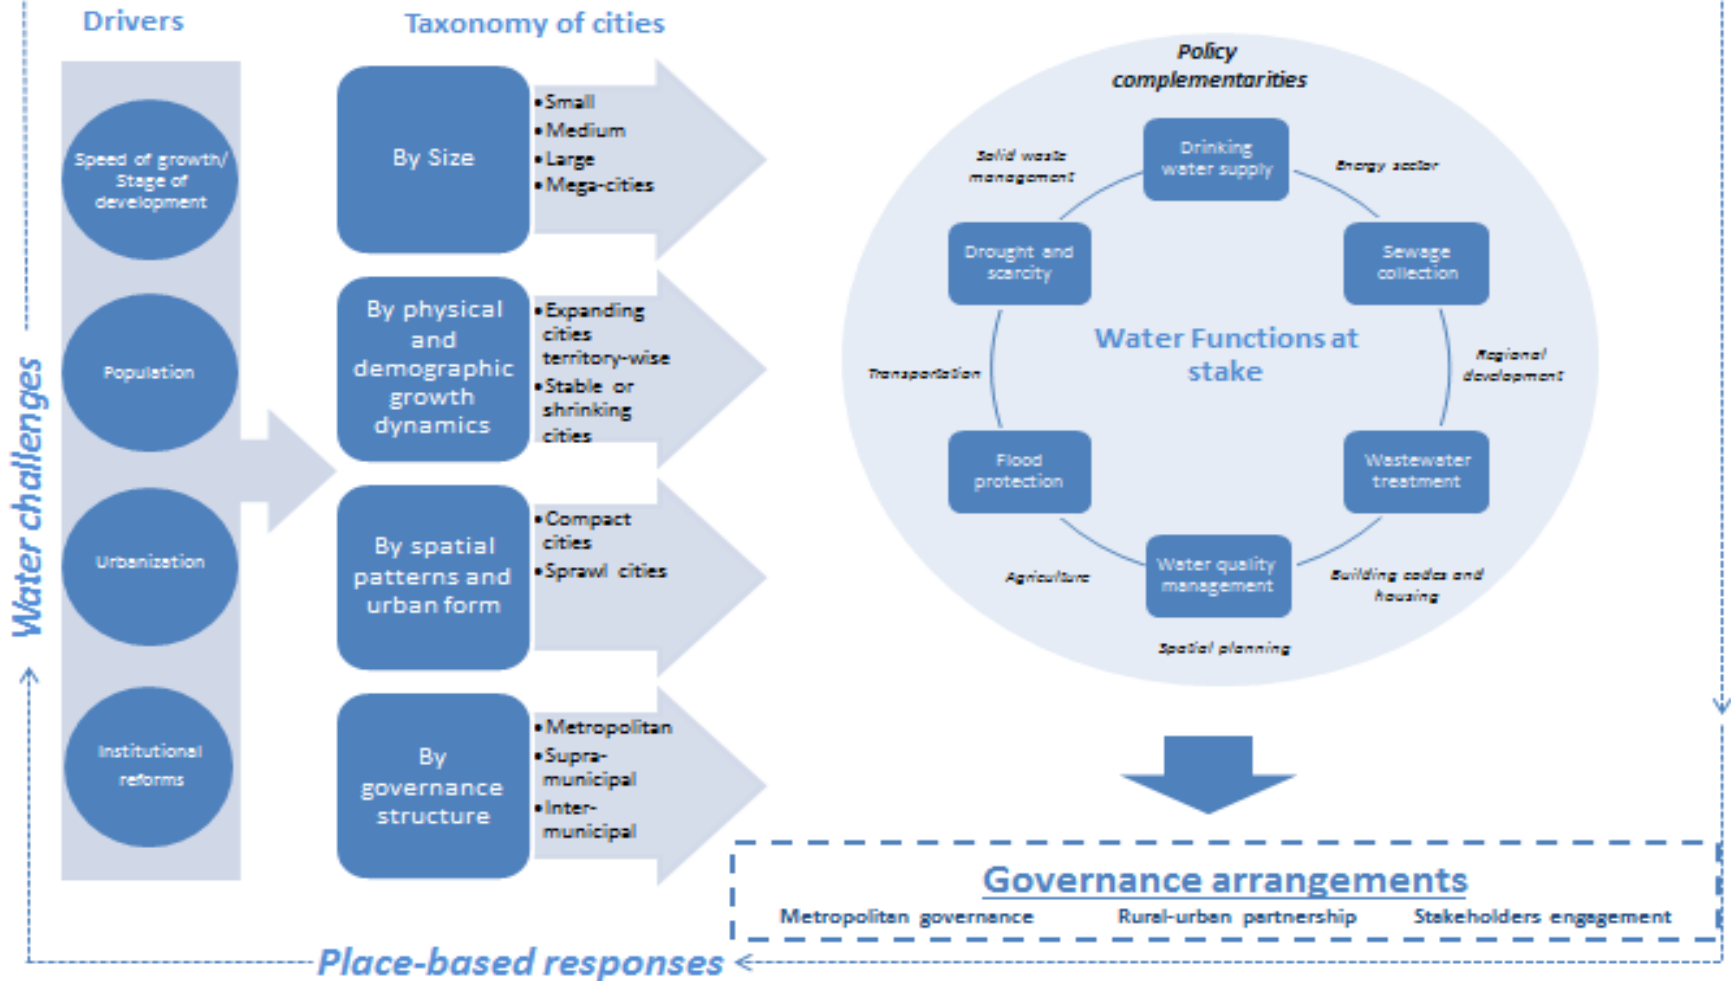 Drivers
Taxonomy of cities
Water challenges
Speed of growth/
Stage of
development
Population
Urbanization
Institutional
reforms
By Size
•Small
•Medium
•Large
•Mega-cities
By physical
and
demographic
growth
dynamics
•Expanding
cities
territory-wise
•Stable or
shrinking
cities
By spatial
patterns and
urban form
•Compact
cities
•Sprawl cities
By
governance
structure
•Metropolitan
•Supra-
municipal
•Inter-
municipal
Policy
complementarities
Water Functions at
stake
Drinking
water supply
Energy sector
Sewage
collection
Regional
development
Wastewater
treatment
Building codes and
housing
Water quality
management
Spatial planning
Agriculture
Flood
protection
Transportation
Drought and
scarcity
Solid waste
management
Governance arrangements
Metropolitan governance
Rural-urban partnership
Stakeholders engagement
Place-based responses